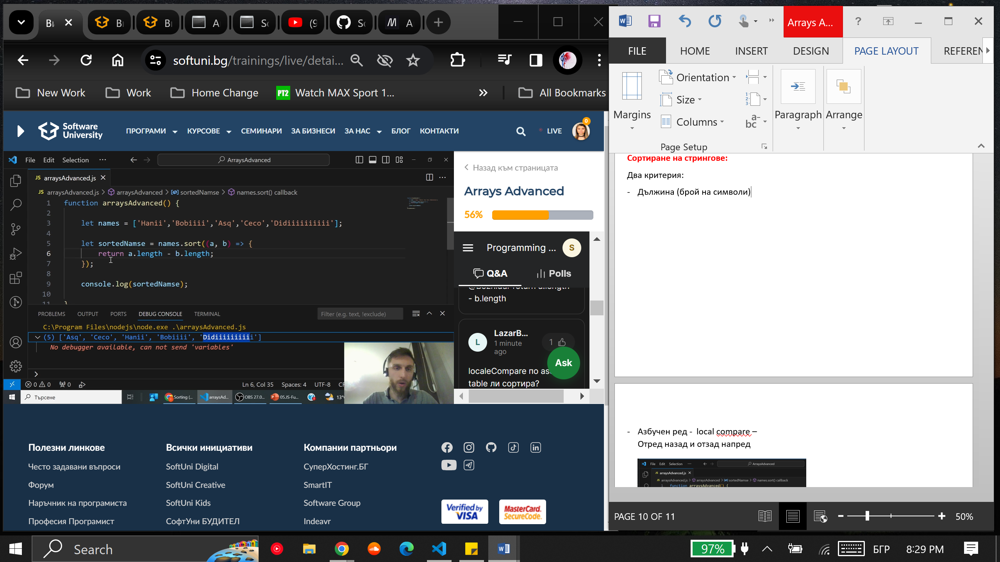 softuni.bg/trainings/live/detai...
New Work
Work
Home Change
PT2 Watch MAX Sport 1...
All Bookmarks
Software University
ПРОГРАМИ
КУРСОВЕ
СЕМИНАРИ
ЗА БИЗНЕСИ
ЗА НАС
БЛОГ
КОНТАКТИ
LIVE
0
File Edit Selection ...
ArraysAdvanced
JS arraysAdvanced.js
JS arraysAdvanced.js > arraysAdvanced > sortedNamse > names.sort() callback
1 function arraysAdvanced() {
2
3 let names = ['Hanii','Bobiiii','Asq','Ceco','Didiiiiiiiiii'];
4
5 let sortedNamse = names.sort((a, b) => {
6 return a.length - b.length;
7 });
8
9 console.log(sortedNamse);
10
11 }
PROBLEMS OUTPUT PORTS DEBUG CONSOLE TERMINAL
Filter (e.g. text, !exclude)
C:\Program Files\nodejs\node.exe .\arraysAdvanced.js
(5) ['Asq', 'Ceco', 'Hanii', 'Bobiiii', 'Didiiiiiiiiii']
No debugger available, can not send 'variables'
0 0 0
Ln 6, Col 35 Spaces: 4 UTF-8
Търсене
Sorting (...
arraysAd...
OBS 27.0...
05.JS-Fu...
13°
Назад към страницата
Arrays Advanced
56%
Programming ...
S
Q&A
Polls
- b.length
L
LazarB...
1 minute
ago
1
Ask
localeCompare по
table ли сортира?
Полезни линкове
Често задавани въпроси
Форум
Наръчник на програмиста
Професия Програмист
Всички инициативи
SoftUni Digital
SoftUni Creative
SoftUni Kids
СофтУни БУДИТЕЛ
Компании партньори
СуперХостинг.БГ
SmartIT
Software Group
Indeavr
Verified by
VISA
MasterCard.
SecureCode.
Arrays A...
FILE HOME INSERT DESIGN PAGE LAYOUT REFEREN
Margins
Orientation
Size
Columns
Page Setup
Paragraph
Arrange
Сортиране на стрингове:
Два критерия:
- Дължина (брой на символи)
- Азбучен ред - local compare –
Отред назад и отзад напред
File Edit Selection ...
ArraysAdvanced
JS arraysAdvanced.js
JS arraysAdvanced.js > arraysAdvanced > sortedNamse > names.sort() callback
1 function arraysAdvanced() {
PAGE 10 OF 11
50%
Search
97%
БГР
8:29 PM